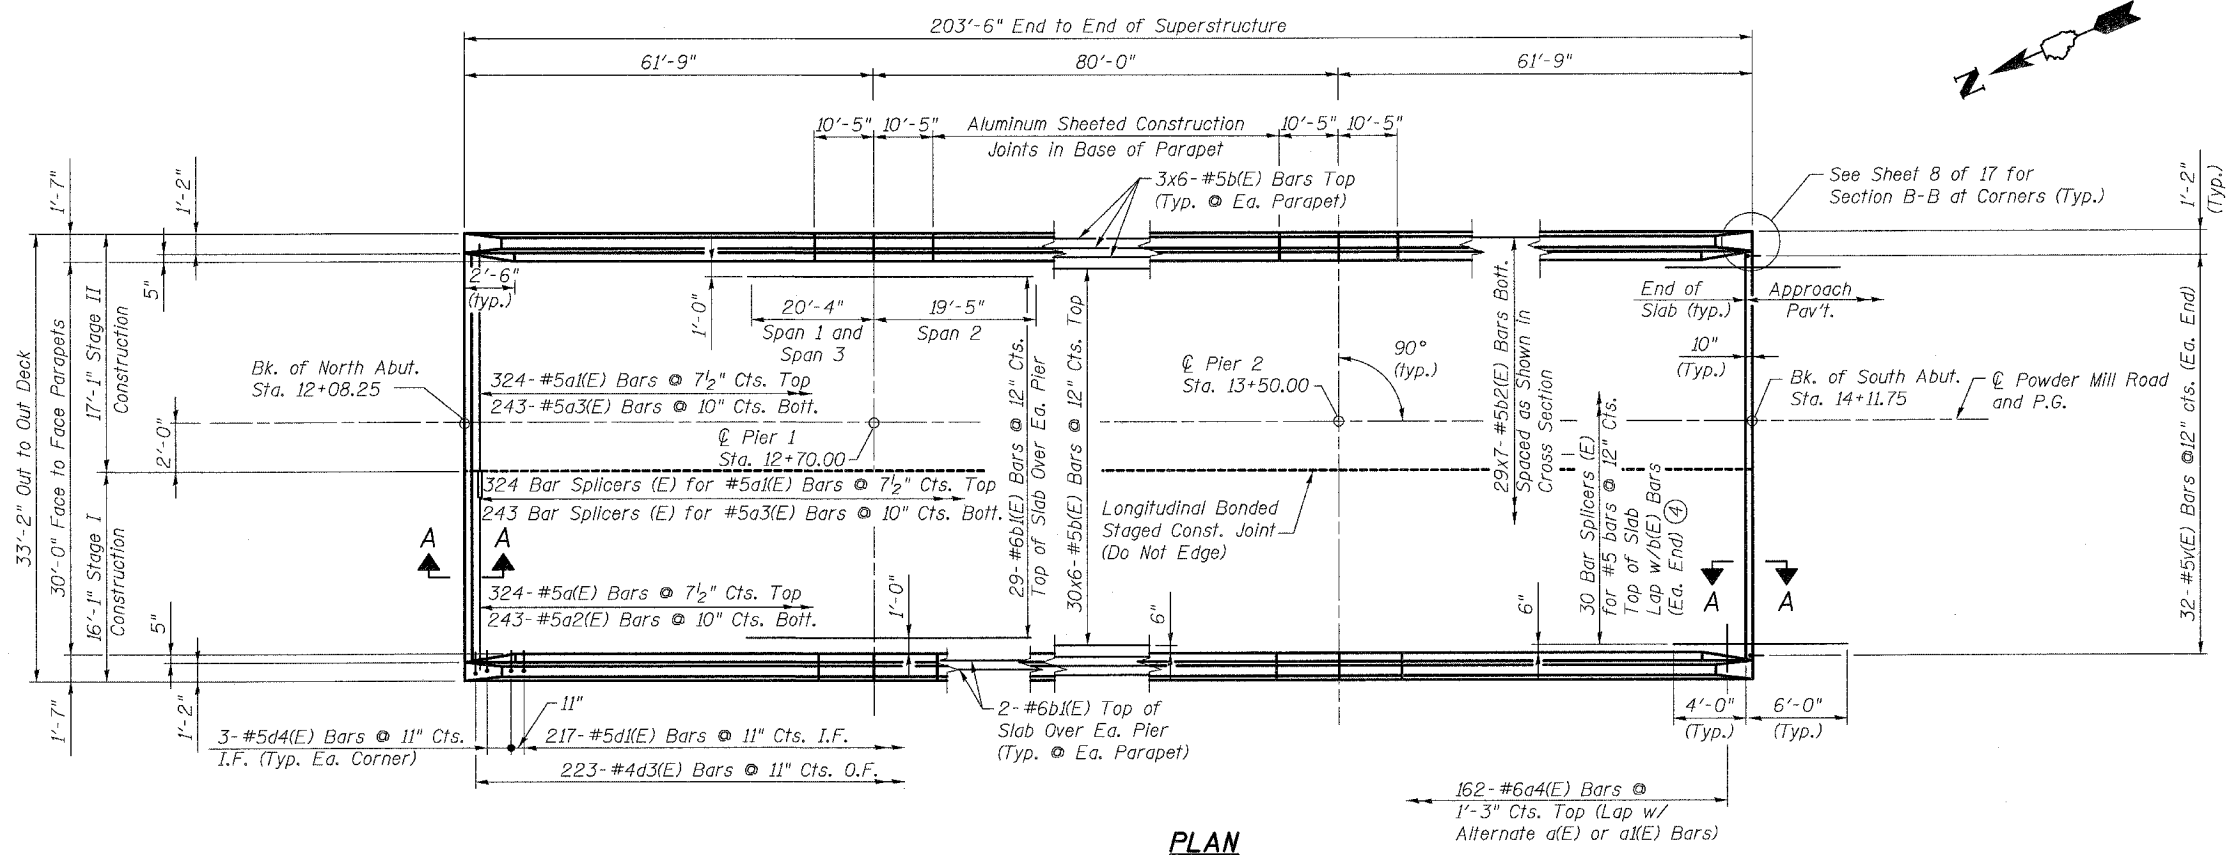 203'-6" End to End of Superstructure
61'-9"
80'-0"
61'-9"
N
10'-5"
10'-5"
Aluminum Sheeted Construction
Joints in Base of Parapet
10'-5"
10'-5"
3x6-#5b(E) Bars Top
(Typ. @ Ea. Parapet)
See Sheet 8 of 17 for
Section B-B at Corners (Typ.)
1'-2"
(Typ.)
1'-7"
1'-2"
5"
2'-6"
(typ.)
1'-0"
20'-4"
Span 1 and
Span 3
19'-5"
Span 2
End of
Slab (typ.)
Approach
Pav't.
10"
(Typ.)
33'-2" Out to Out Deck
30'-0" Face to Face Parapets
17'-1" Stage II
Construction
16'-1" Stage I
Construction
2'-0"
Bk. of North Abut.
Sta. 12+08.25
324-#5a1(E) Bars @ 7½" Cts. Top
243-#5a3(E) Bars @ 10" Cts. Bott.
℄ Pier 1
Sta. 12+70.00
29-#6b1(E) Bars @ 12" Cts.
Top of Slab Over Ea. Pier
30x6-#5b(E) Bars @ 12" Cts. Top
℄ Pier 2
Sta. 13+50.00
90°
(typ.)
29x7-#5b2(E) Bars Bott.
Spaced as Shown in
Cross Section
30 Bar Splicers (E)
for #5 bars @ 12" Cts.
Top of Slab
Lap w/b(E) Bars
(Ea. End) 4
Bk. of South Abut.
Sta. 14+11.75
℄ Powder Mill Road
and P.G.
32-#5v(E) Bars @12" cts. (Ea. End)
324 Bar Splicers (E) for #5a1(E) Bars @ 7½" Cts. Top
243 Bar Splicers (E) for #5a3(E) Bars @ 10" Cts. Bott.
Longitudinal Bonded
Staged Const. Joint
(Do Not Edge)
A
A
A
A
324-#5a(E) Bars @ 7½" Cts. Top
243-#5a2(E) Bars @ 10" Cts. Bott.
1'-0"
6"
6"
5"
1'-7"
1'-2"
11"
3-#5d4(E) Bars @ 11" Cts.
I.F. (Typ. Ea. Corner)
217-#5d1(E) Bars @ 11" Cts. I.F.
223-#4d3(E) Bars @ 11" Cts. O.F.
2-#6b1(E) Top of
Slab Over Ea. Pier
(Typ. @ Ea. Parapet)
4'-0"
(Typ.)
6'-0"
(Typ.)
162-#6a4(E) Bars @
1'-3" Cts. Top (Lap w/
Alternate a(E) or a1(E) Bars)
PLAN